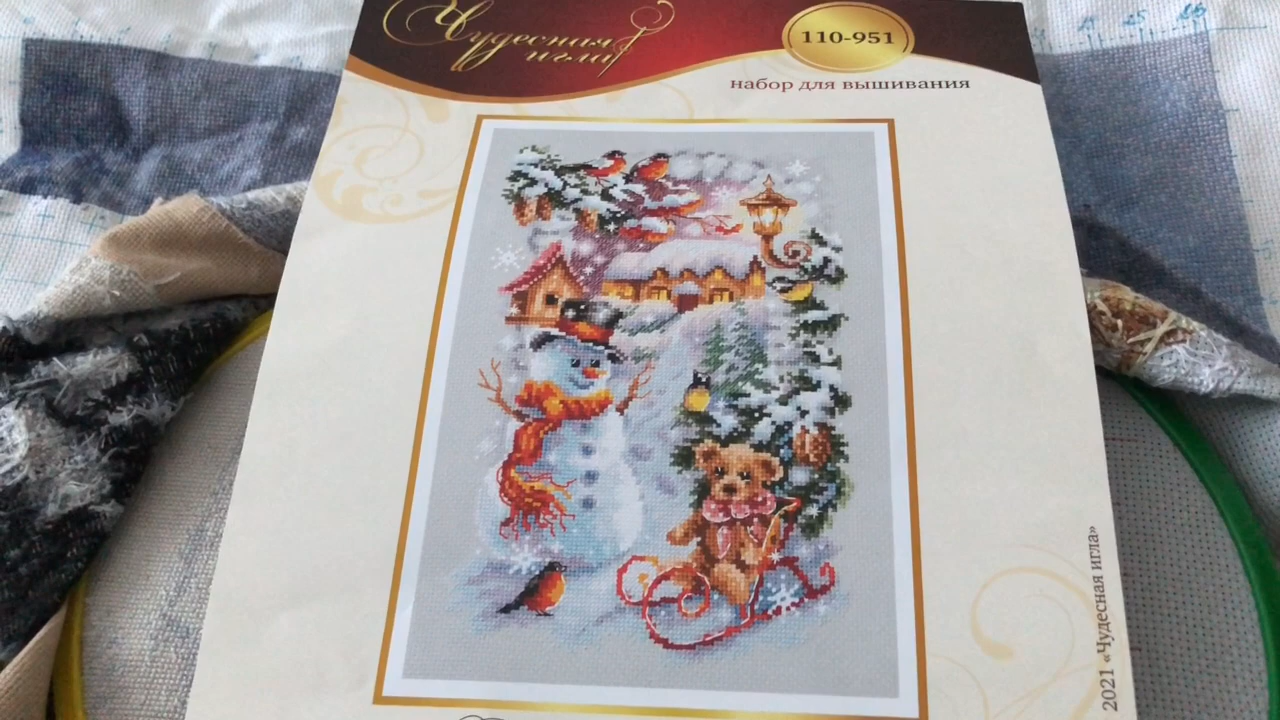 Чудесная
игла
110-951
набор для вышивания
2021 «Чудесная игла»